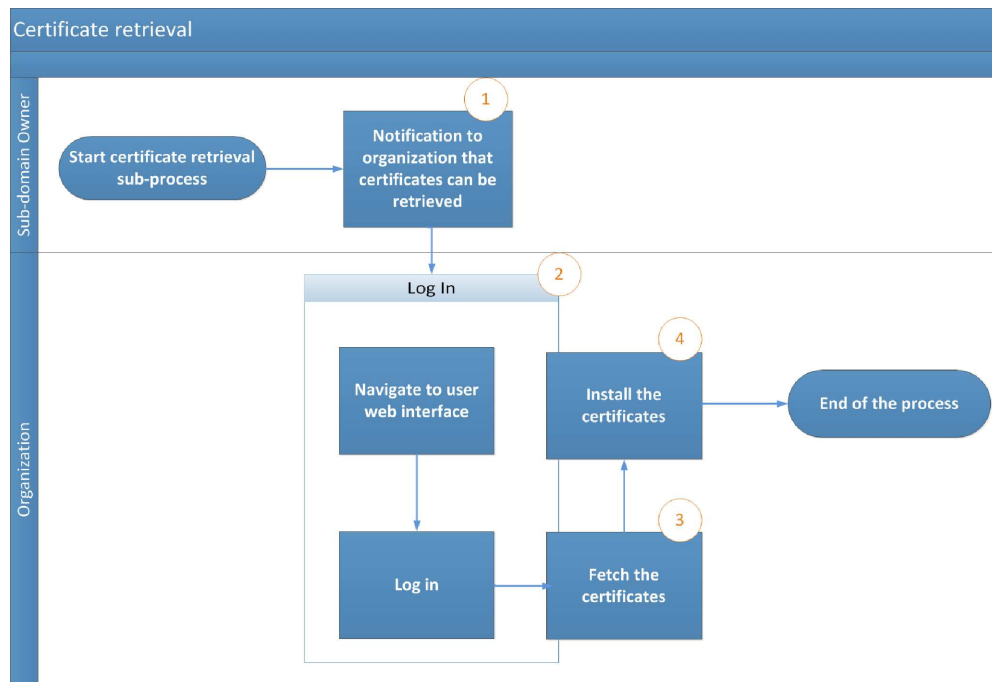 Certificate retrieval
Sub-domain Owner
1
Start certificate retrieval
sub-process
Notification to
organization that
certificates can be
retrieved
Organization
2
Log In
Navigate to user
web interface
Log in
3
Fetch the
certificates
4
Install the
certificates
End of the process